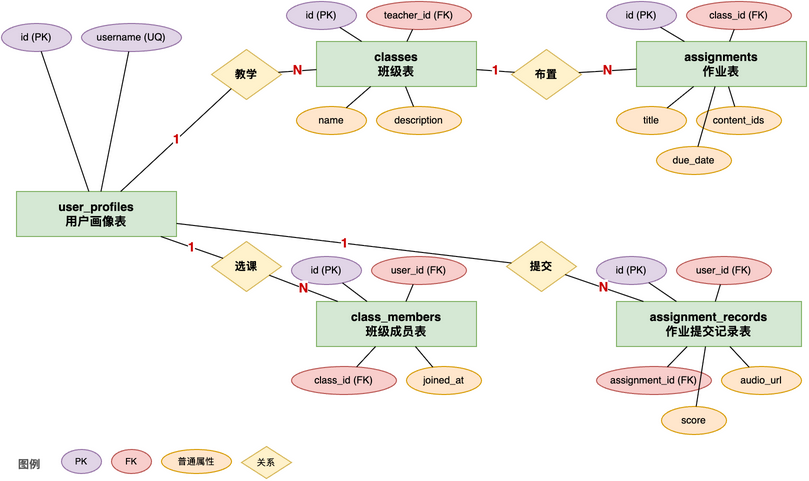 id (PK)
username (UQ)
id (PK)
teacher_id (FK)
id (PK)
class_id (FK)
教学
N
classes
班级表
1
布置
N
assignments
作业表
name
description
title
content_ids
due_date
1
user_profiles
用户画像表
1
1
选课
提交
id (PK)
user_id (FK)
id (PK)
user_id (FK)
N
N
class_members
班级成员表
assignment_records
作业提交记录表
class_id (FK)
joined_at
assignment_id (FK)
audio_url
score
图例
PK
FK
普通属性
关系